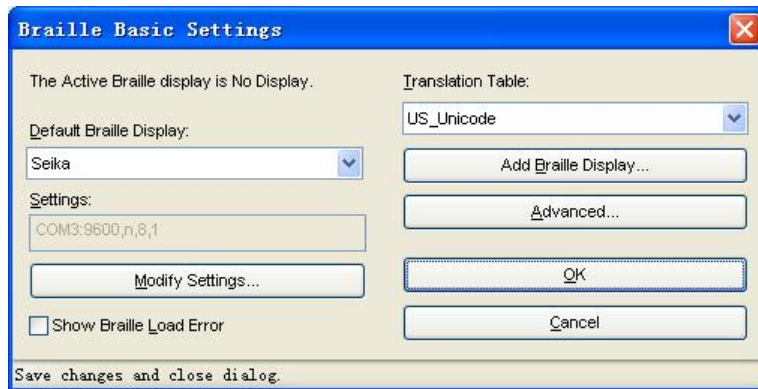 Braille Basic Settings
The Active Braille display is No Display.
Default Braille Display:
Seika
Settings:
COM3:9600,n,8,1
Modify Settings...
Show Braille Load Error
Translation Table:
US_Unicode
Add Braille Display...
Advanced...
OK
Cancel
Save changes and close dialog.